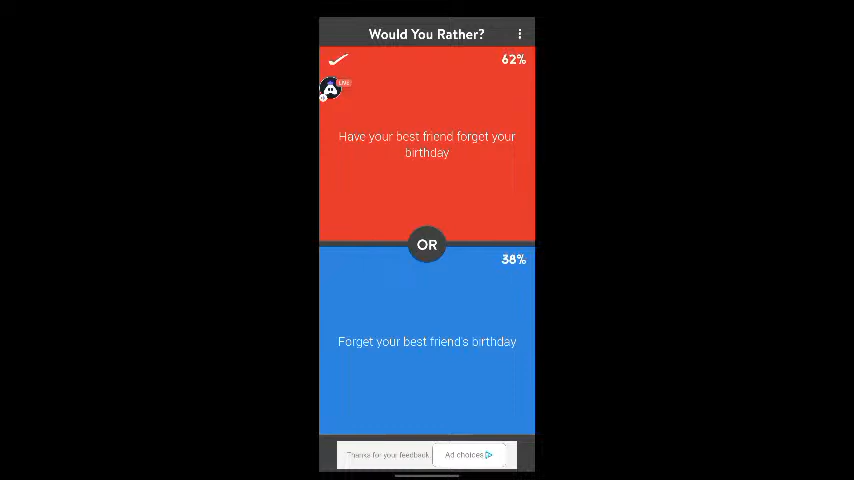 Would You Rather?
62%
LIVE
Have your best friend forget your
birthday
OR
38%
Forget your best friend's birthday
Thanks for your feedback
Ad choices